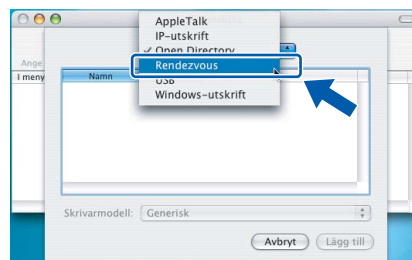 AppleTalk
IP-utskrift
✓ Open Directory
Rendezvous
USB
Windows-utskrift
Ange
I meny
Namn
Skrivarmodell: Generisk
Avbryt Lägg till